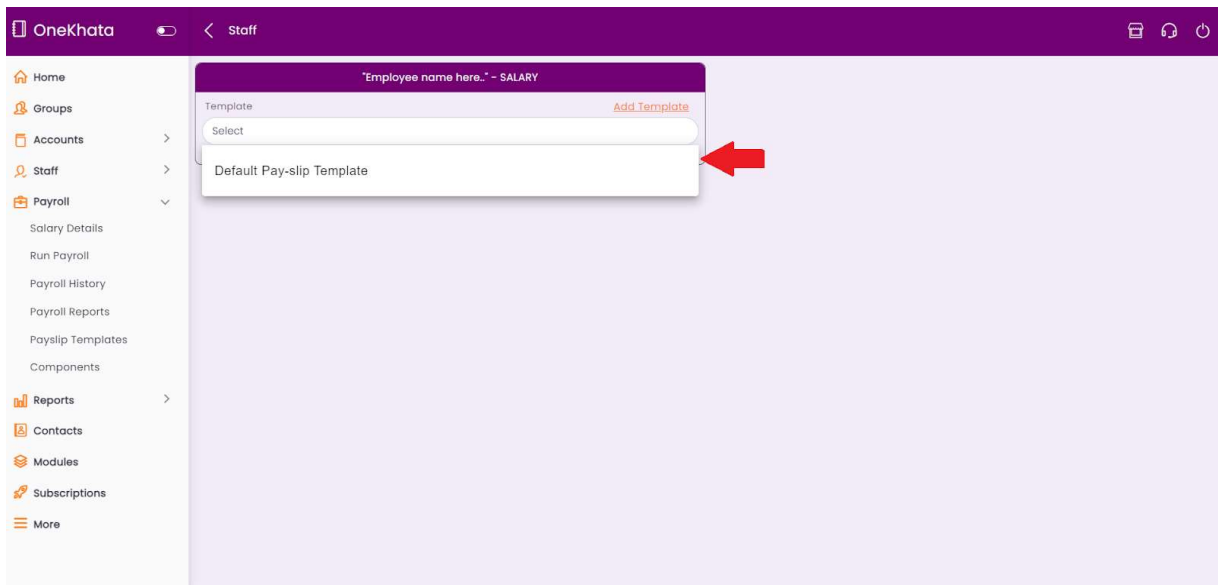 OneKhata
Staff
Home
Groups
Accounts
Staff
Payroll
Salary Details
Run Payroll
Payroll History
Payroll Reports
Payslip Templates
Components
Reports
Contacts
Modules
Subscriptions
More
"Employee name here.." - SALARY
Template Add Template
Select
Default Pay-slip Template